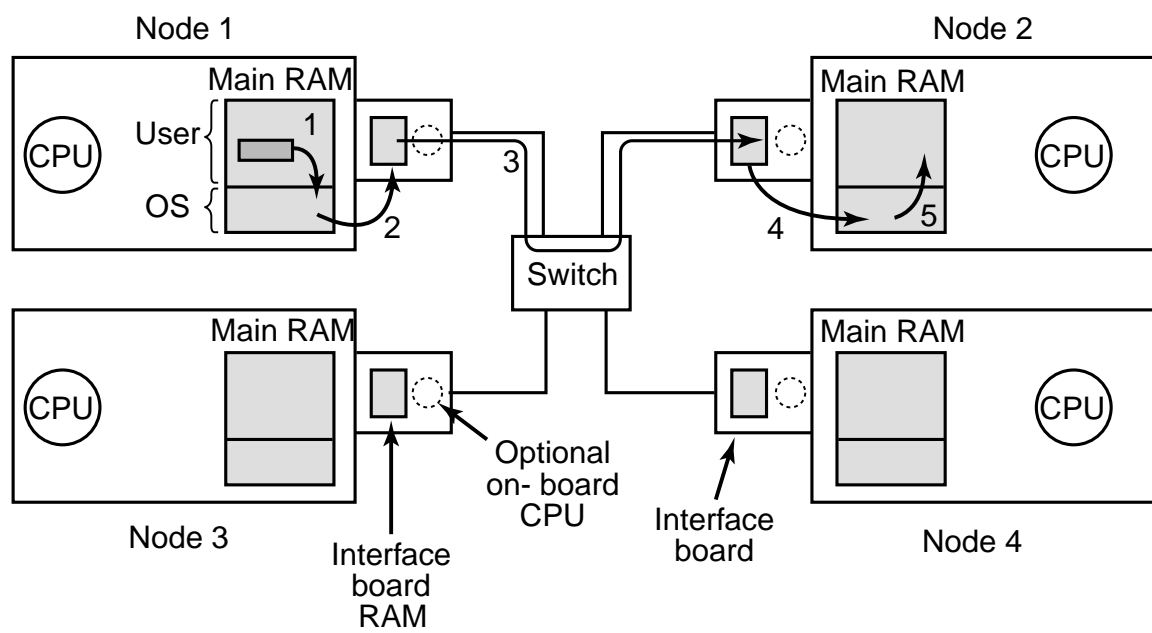 Node 1
Node 2
Main RAM
Main RAM
User
1
CPU
3
CPU
OS
2
4
5
Switch
Main RAM
Main RAM
CPU
CPU
Optional
on- board
CPU
Node 3
Interface
board
RAM
Interface
board
Node 4